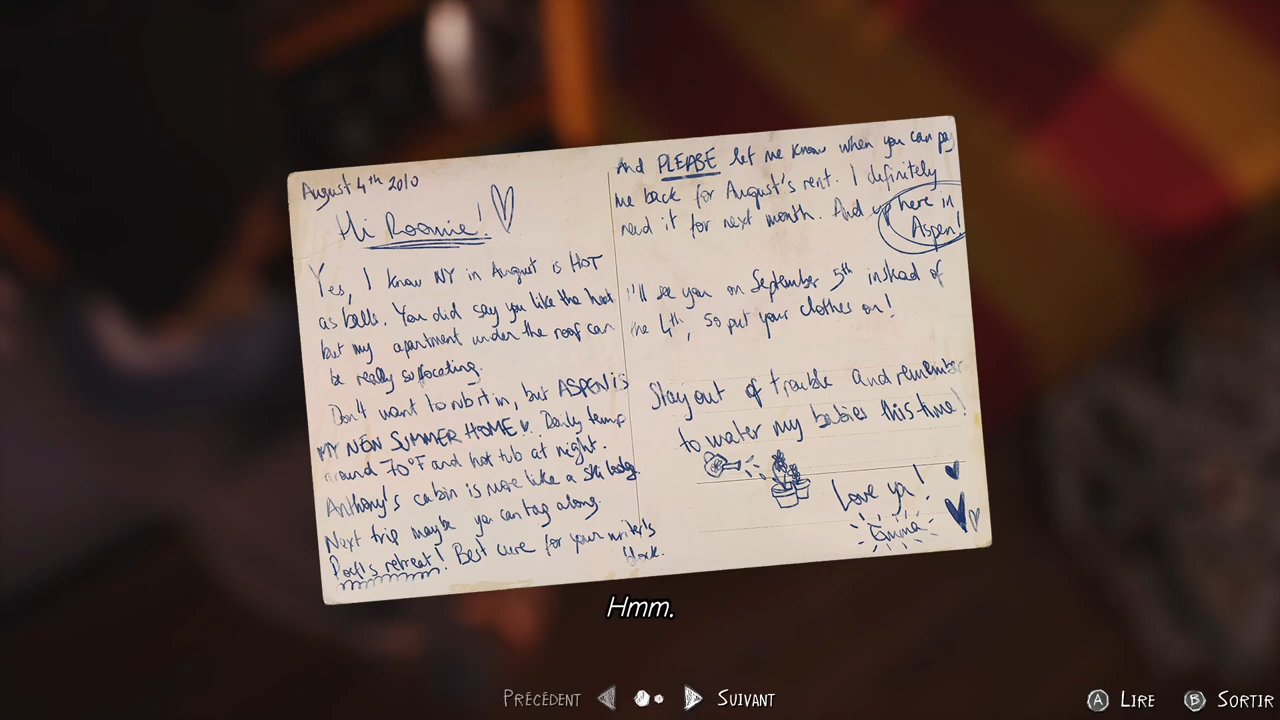 August 4th 2010
Hi Roomie!
Yes, I know NY in August is HOT
as balls. You did say you like the heat
but my apartment under the roof can
be really suffocating.
Don't want to rub it in, but ASPEN is
MY NEW SUMMER HOME. Daily temp
around 70°F and hot tub at night.
Anthony's cabin is more like a ski lodge.
Next trip maybe you can tag along.
Poet's retreat! Best cure for your writer's
block.
And PLEASE let me know when you can pay
me back for August's rent. I definitely
need it for next month. And up here in
Aspen!
I'll see you on September 5th instead of
the 4th, so put your clothes on!
Stay out of trouble and remember
to water my babies this time!
Love ya!
Emma
Hmm.
PRÉCÉDENT
SUIVANT
A LIRE
B SORTIR